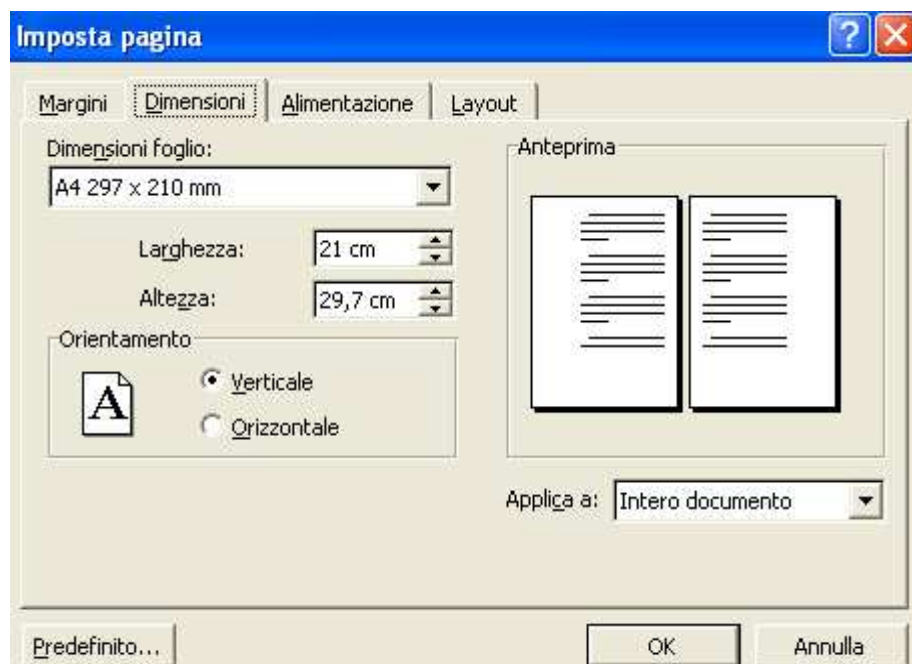 Imposta pagina
Margini Dimensioni Alimentazione Layout
Dimensioni foglio:
A4 297 x 210 mm
Larghezza: 21 cm
Altezza: 29,7 cm
Orientamento
A
Verticale
Orizzontale
Anteprima
Applica a: Intero documento
Predefinito... OK Annulla